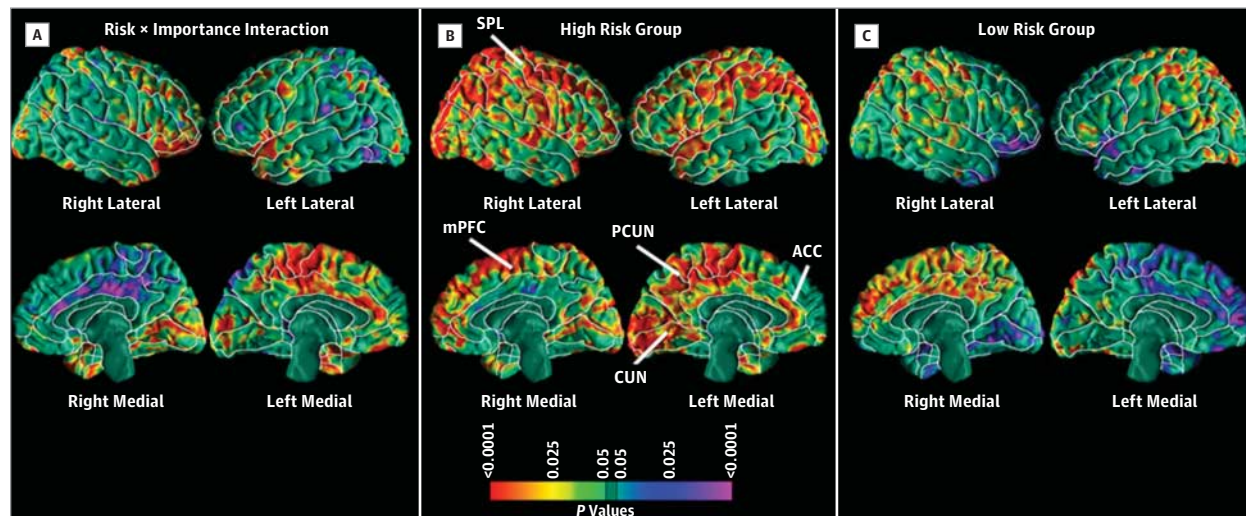 A
Risk × Importance Interaction
Right Lateral
Left Lateral
Right Medial
Left Medial
B
High Risk Group
SPL
Right Lateral
Left Lateral
mPFC
PCUN
ACC
CUN
Right Medial
Left Medial
<0.0001
0.025
0.05
0.05
0.025
<0.0001
P Values
C
Low Risk Group
Right Lateral
Left Lateral
Right Medial
Left Medial